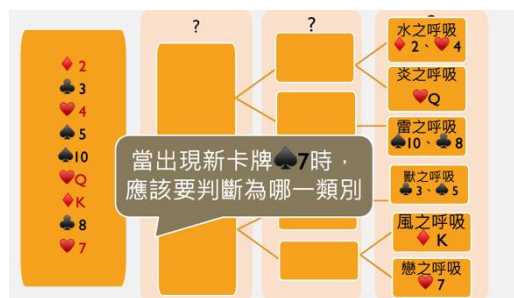 ?
?
♦ 2
♣ 3
♥ 4
♠ 5
♠ 10
♥ Q
♦ K
♣ 8
♥ 7
水之呼吸
♦ 2、♥ 4
炎之呼吸
♥Q
雷之呼吸
♠10、♣ 8
獸之呼吸
♣ 3、♠ 5
風之呼吸
♦ K
戀之呼吸
♥ 7
當出現新卡牌♠7時，
應該要判斷為哪一類別